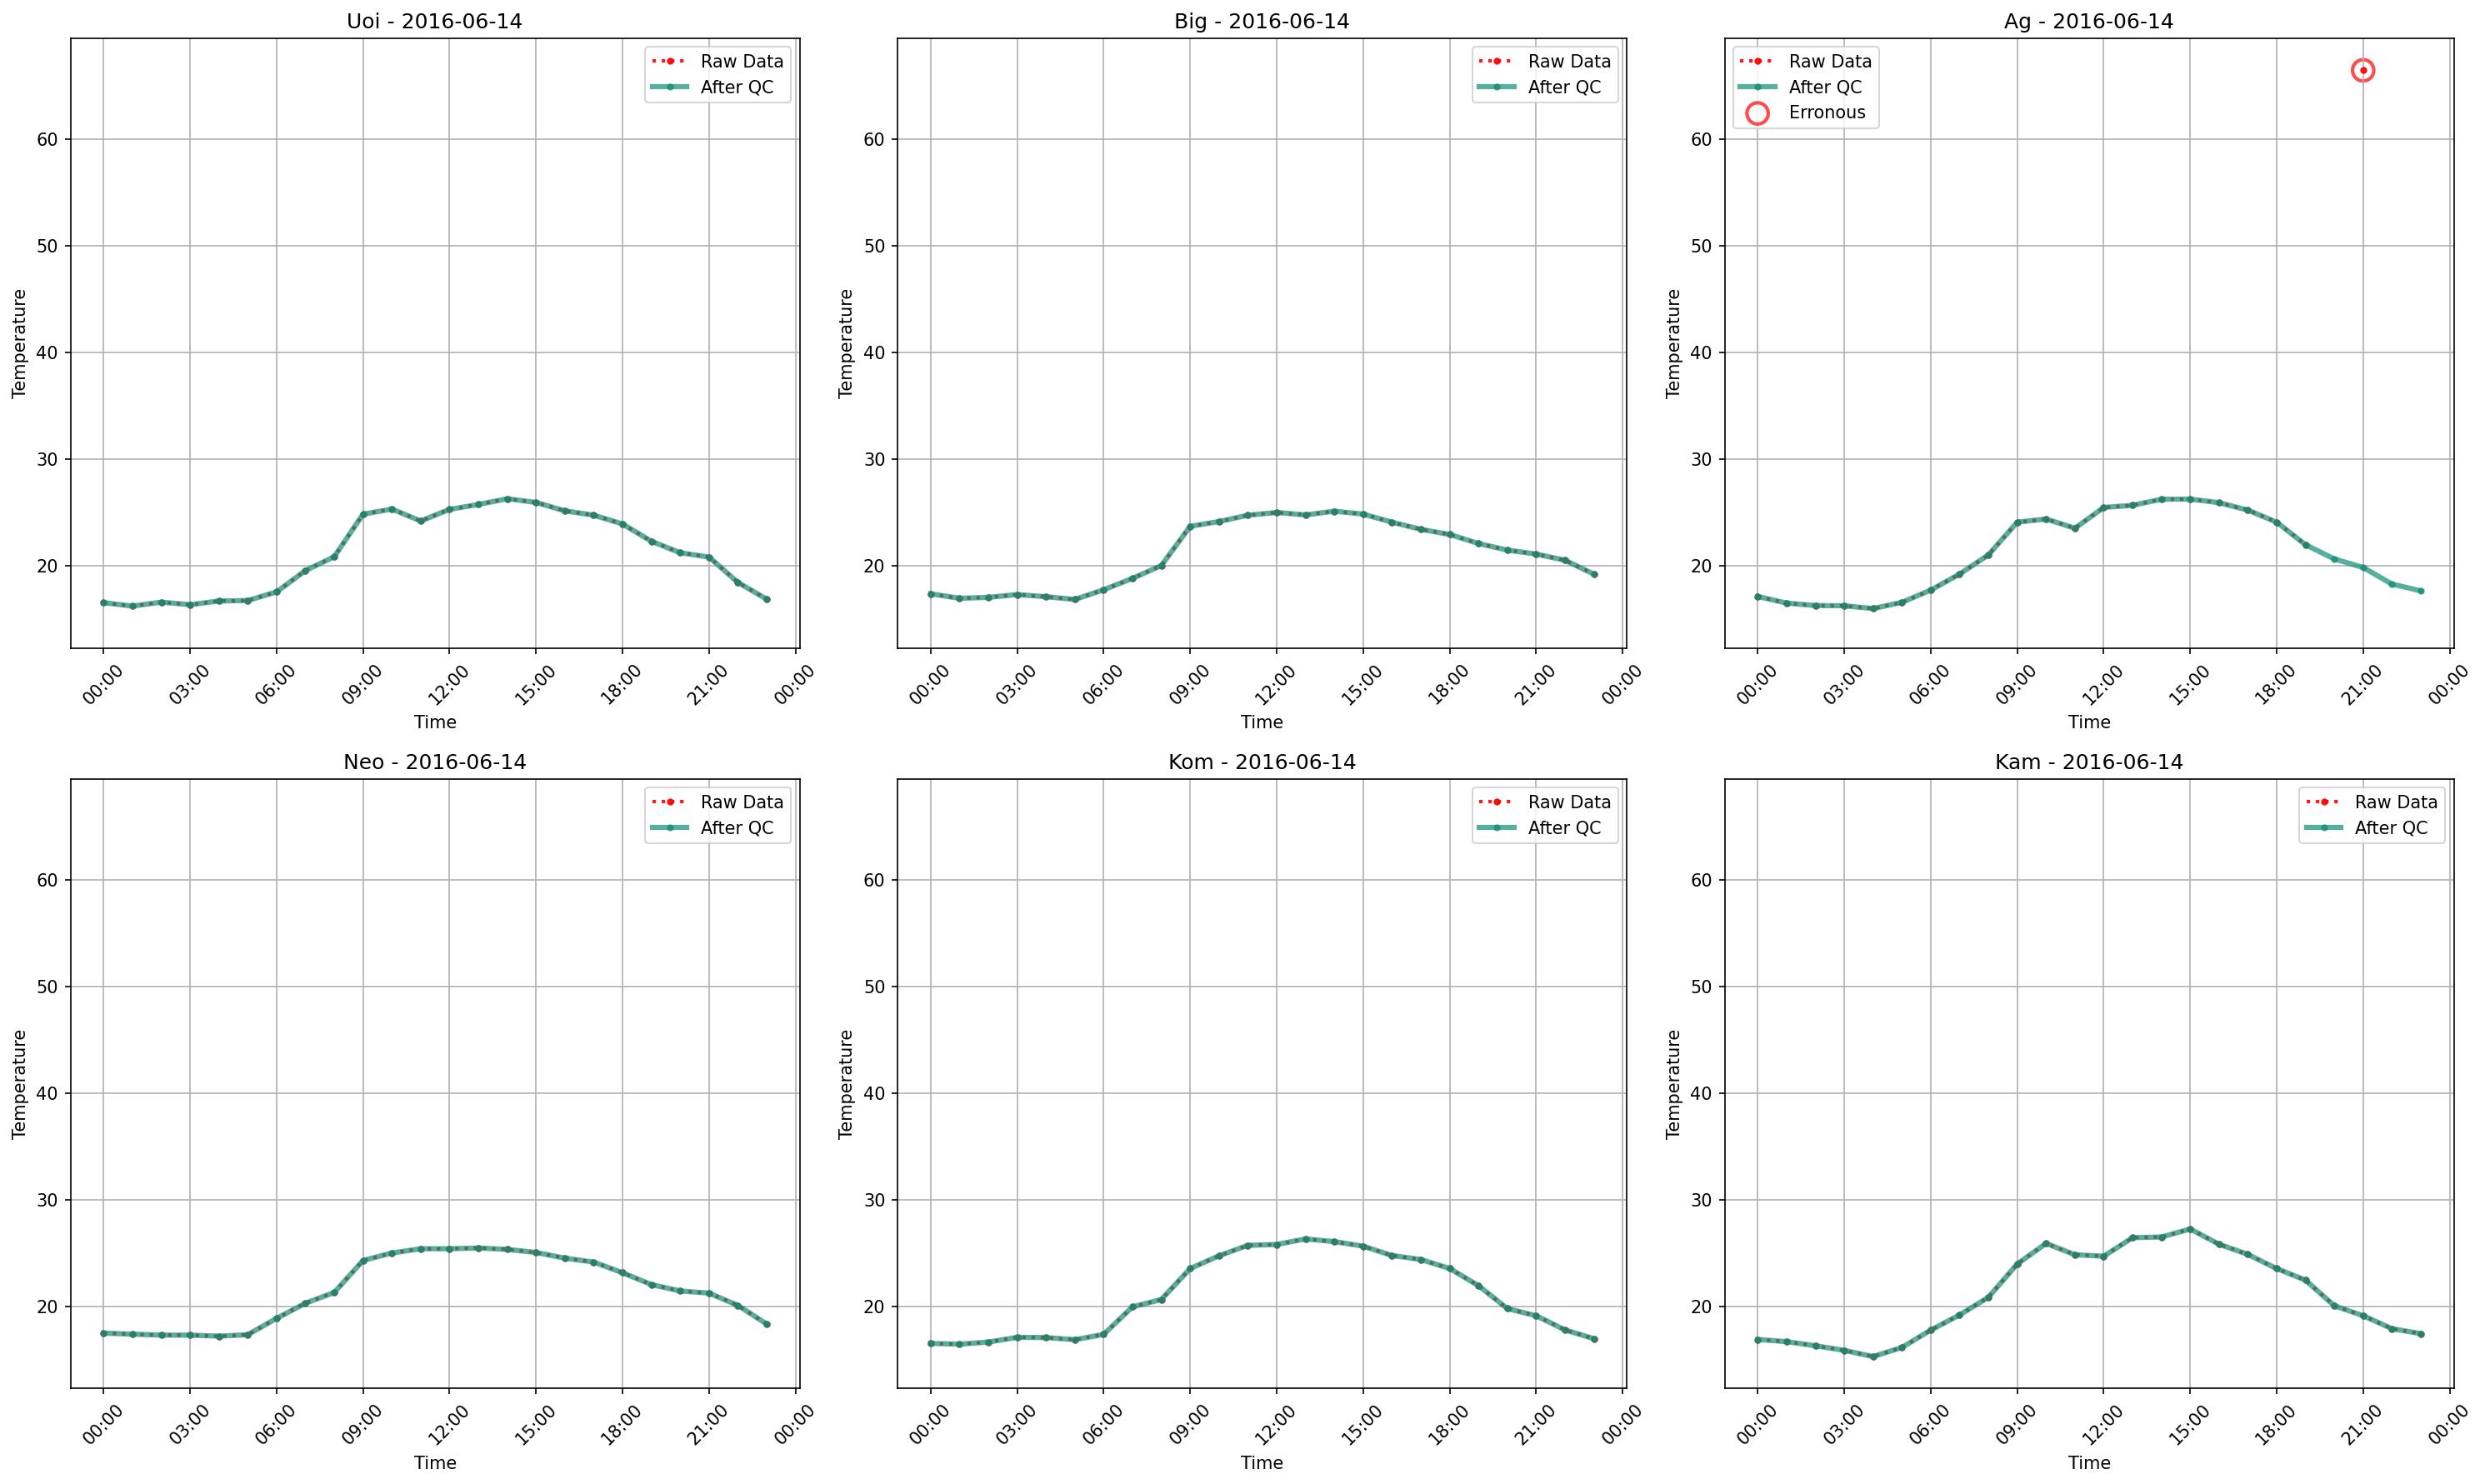 Uoi - 2016-06-14
Raw Data
After QC
60
50
40
30
20
Temperature
00:00
03:00
06:00
09:00
12:00
15:00
18:00
21:00
00:00
Time
Big - 2016-06-14
Raw Data
After QC
60
50
40
30
20
Temperature
00:00
03:00
06:00
09:00
12:00
15:00
18:00
21:00
00:00
Time
Ag - 2016-06-14
Raw Data
After QC
Erronous
60
50
40
30
20
Temperature
00:00
03:00
06:00
09:00
12:00
15:00
18:00
21:00
00:00
Time
Neo - 2016-06-14
Raw Data
After QC
60
50
40
30
20
Temperature
00:00
03:00
06:00
09:00
12:00
15:00
18:00
21:00
00:00
Time
Kom - 2016-06-14
Raw Data
After QC
60
50
40
30
20
Temperature
00:00
03:00
06:00
09:00
12:00
15:00
18:00
21:00
00:00
Time
Kam - 2016-06-14
Raw Data
After QC
60
50
40
30
20
Temperature
00:00
03:00
06:00
09:00
12:00
15:00
18:00
21:00
00:00
Time